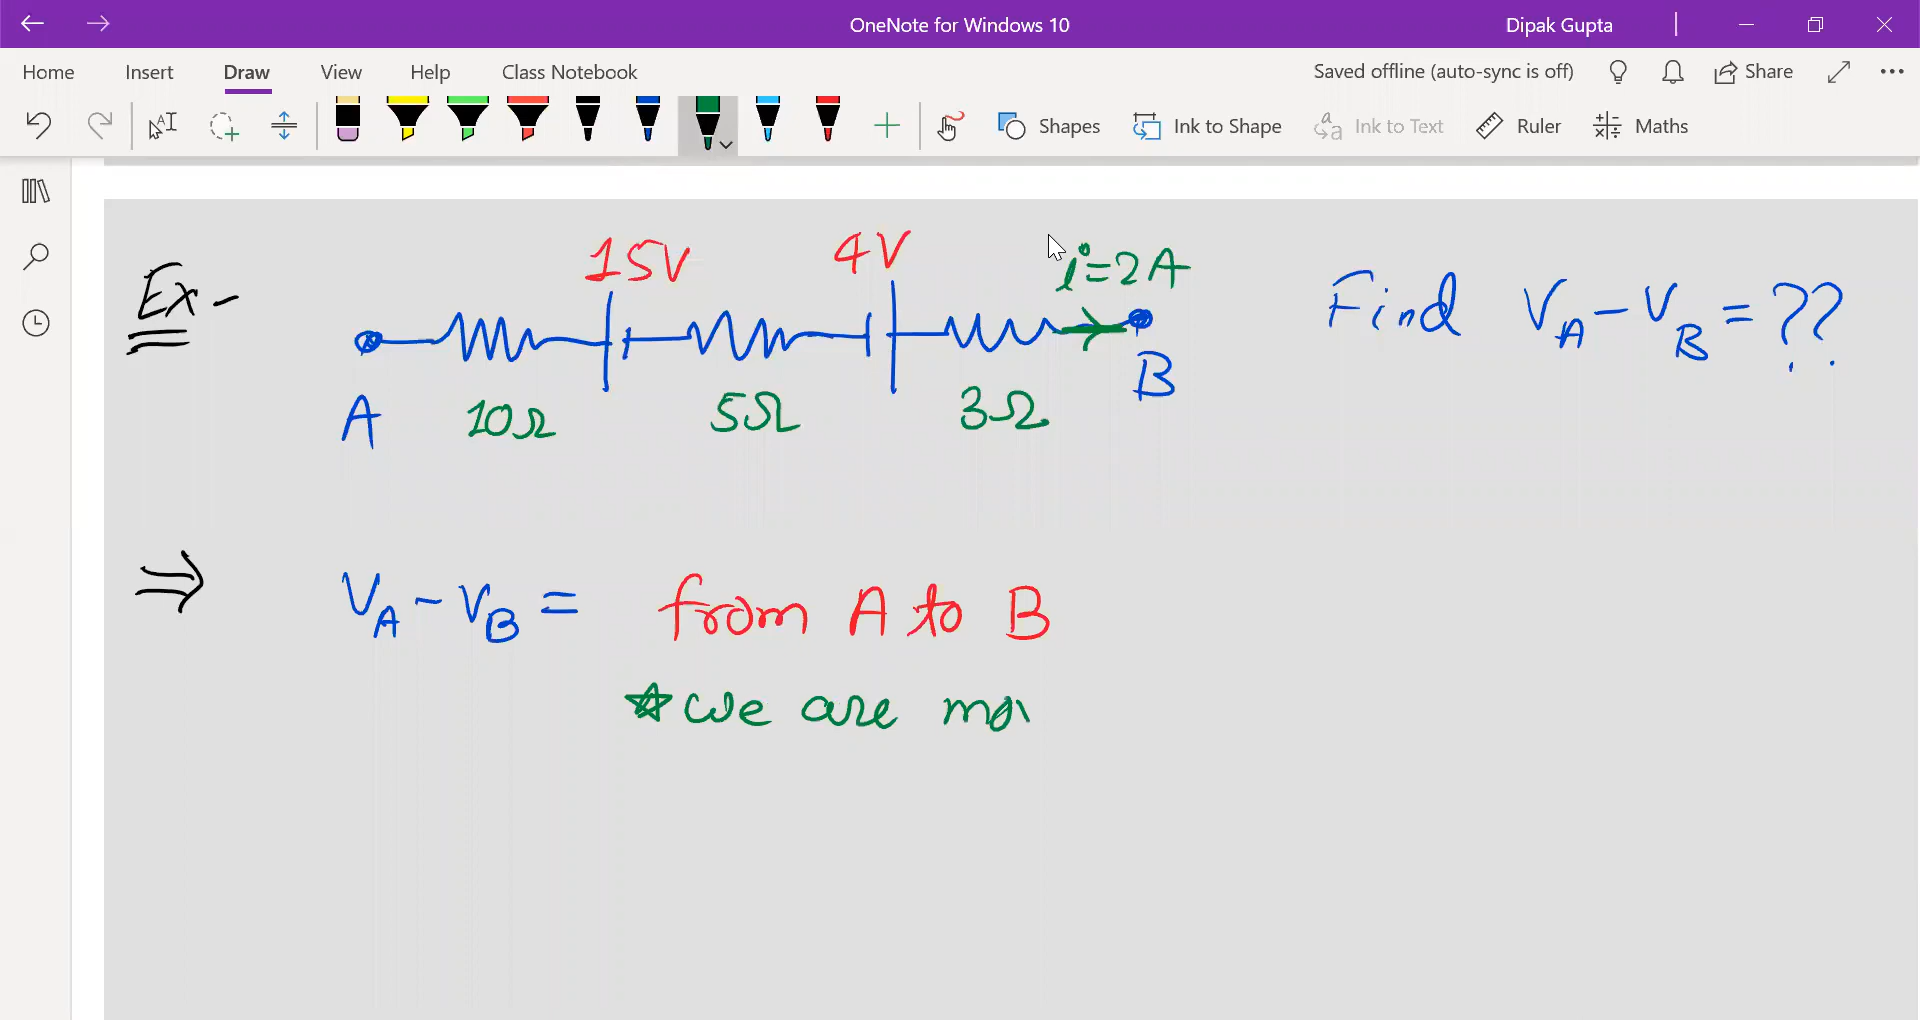 OneNote for Windows 10
Dipak Gupta
Home Insert Draw View Help Class Notebook
Saved offline (auto-sync is off) Share
Shapes Ink to Shape Ink to Text Ruler Maths
15V 4V i=2A
Ex- Find VA-VB=??
A 10Ω 5Ω 3Ω B
⇒ VA-VB= from A to B
we are mov